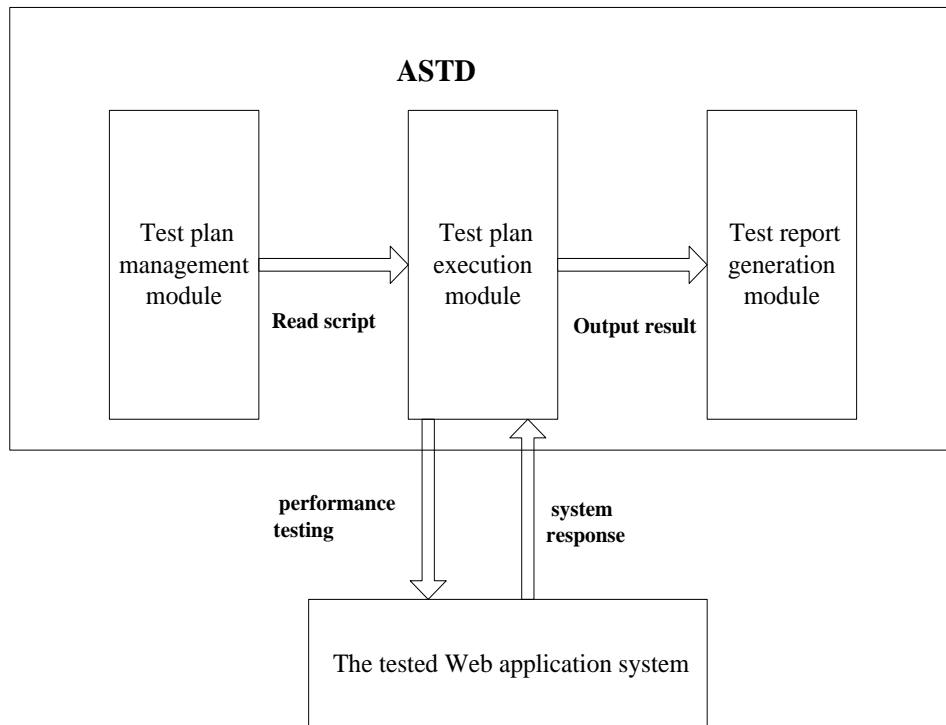 ASTD
Test plan
management
module
Read script
Test plan
execution
module
Output result
Test report
generation
module
performance
testing
system
response
The tested Web application system